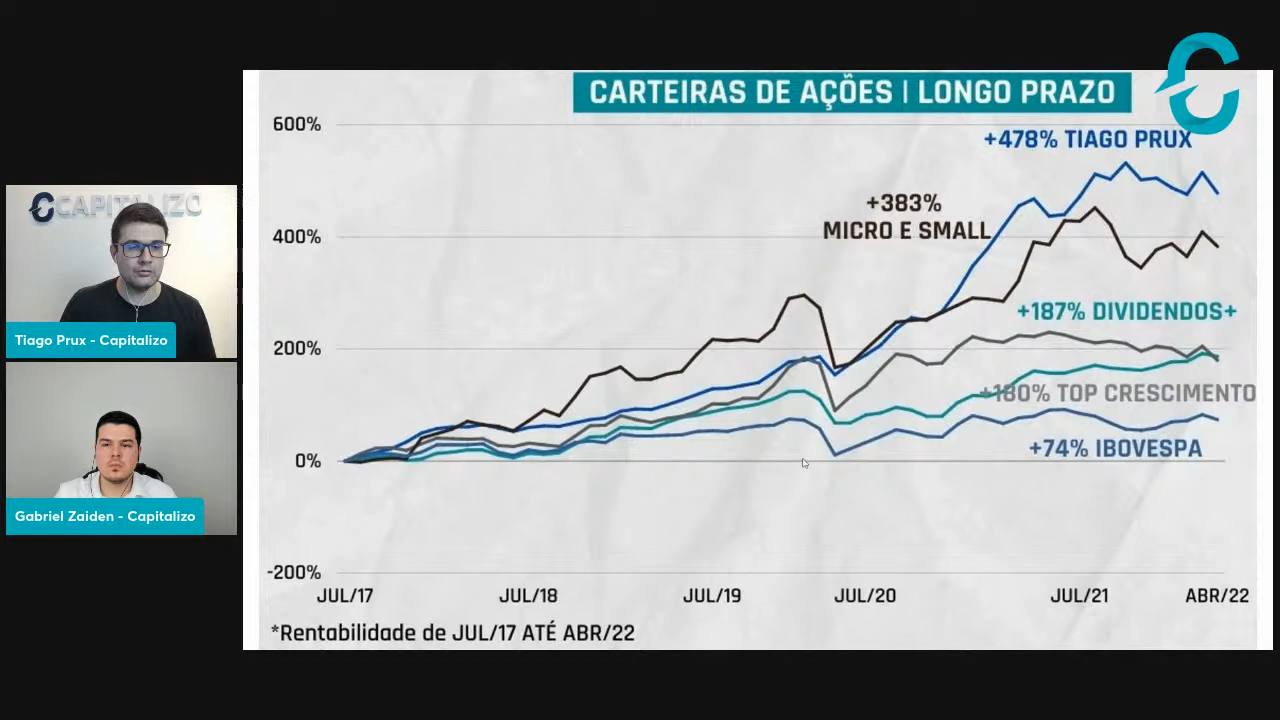 CARTEIRAS DE AÇÕES | LONGO PRAZO
600%
+478% TIAGO PRUX
+383%
MICRO E SMALL
400%
+187% DIVIDENDOS+
200%
+180% TOP CRESCIMENTO
+74% IBOVESPA
0%
-200%
JUL/17 JUL/18 JUL/19 JUL/20 JUL/21 ABR/22
*Rentabilidade de JUL/17 ATÉ ABR/22
CAPITALIZO
Tiago Prux - Capitalizo
Gabriel Zaiden - Capitalizo